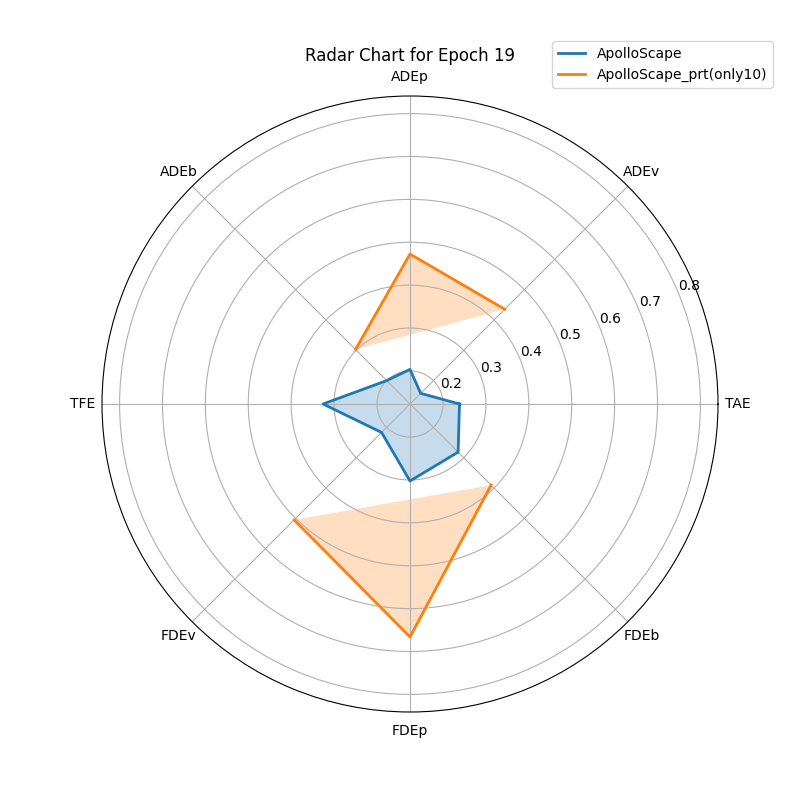 Radar Chart for Epoch 19
ApolloScape
ApolloScape_prt(only10)
ADEp
ADEb
ADEv
0.8
0.7
0.6
0.5
0.4
0.3
0.2
TFE
TAE
FDEv
FDEb
FDEp